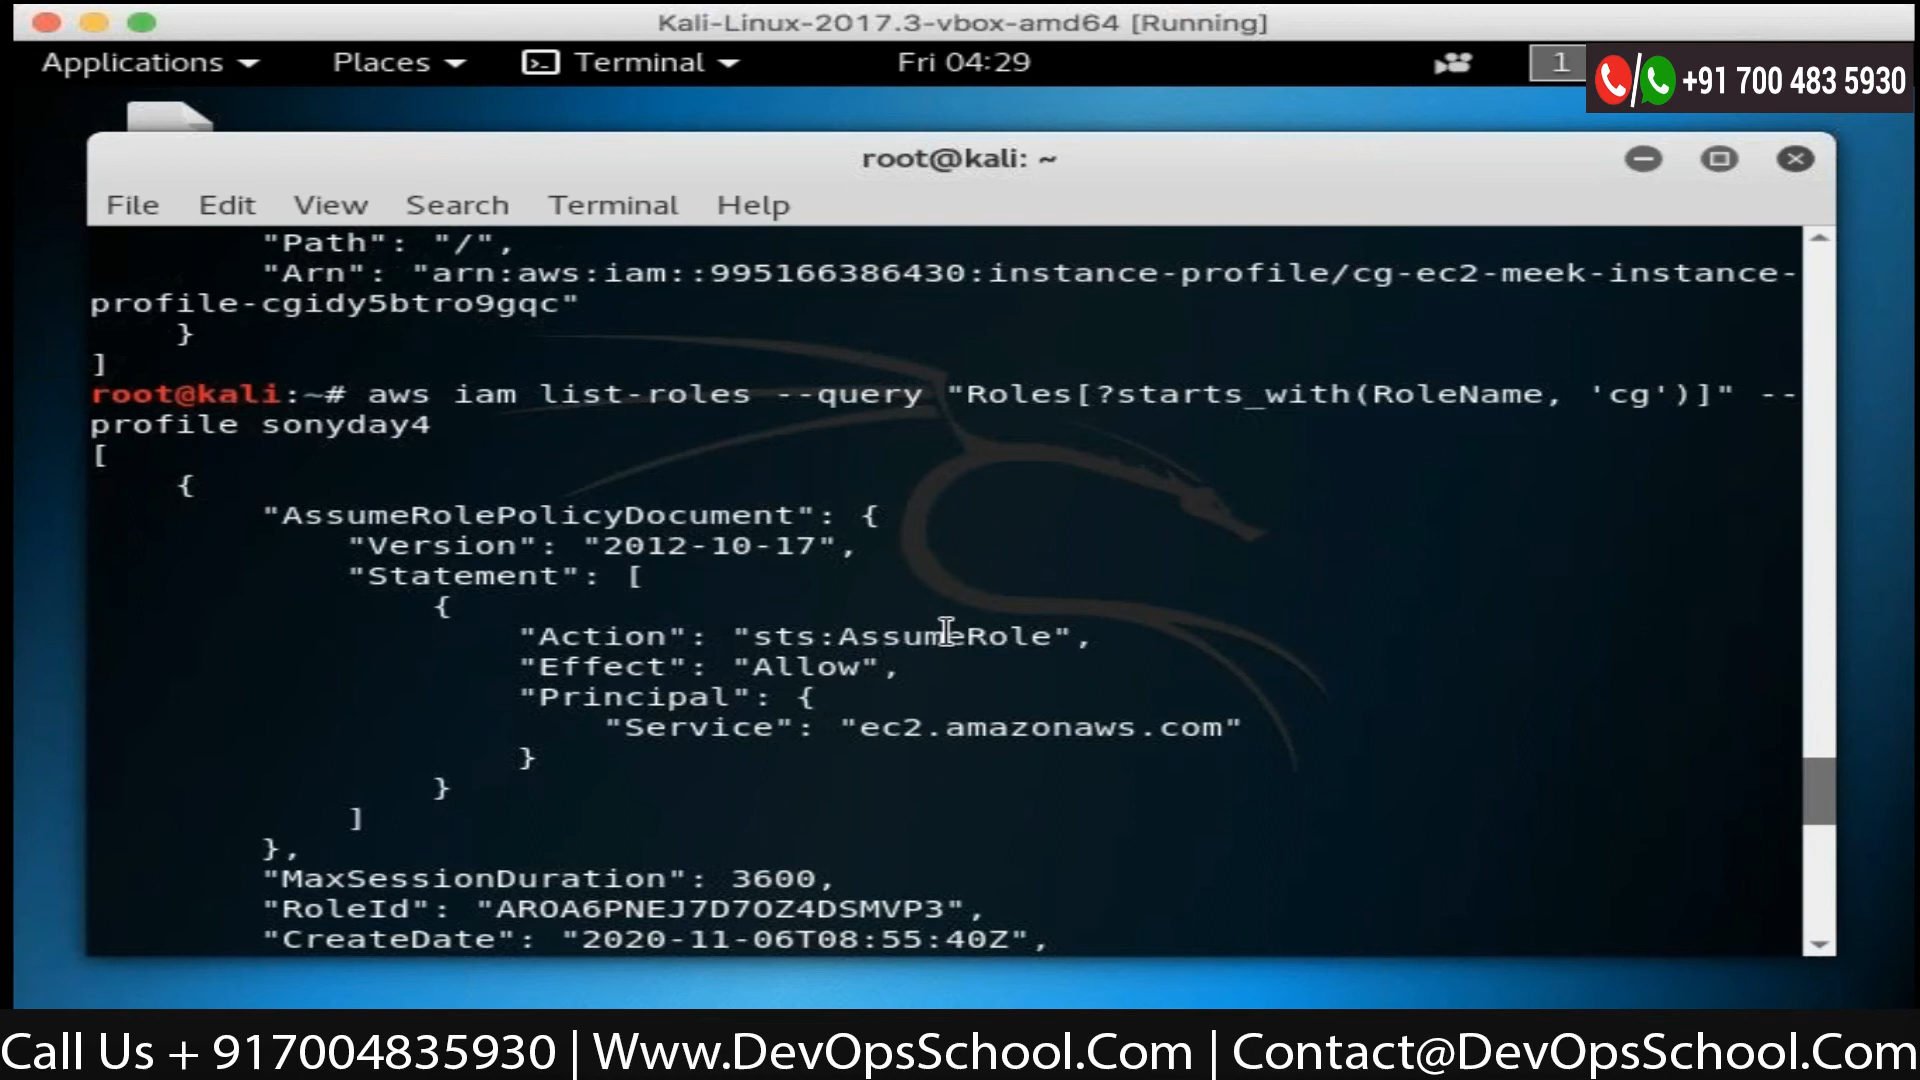 Kali-Linux-2017.3-vbox-amd64 [Running]
Applications Places Terminal Fri 04:29 1
+91 700 483 5930
root@kali: ~
File Edit View Search Terminal Help
"Path": "/",
"Arn": "arn:aws:iam::995166386430:instance-profile/cg-ec2-meek-instance-
profile-cgidy5btro9gqc"
}
]
root@kali:~# aws iam list-roles --query "Roles[?starts_with(RoleName, 'cg')]" --
profile sonyday4
[
{
"AssumeRolePolicyDocument": {
"Version": "2012-10-17",
"Statement": [
{
"Action": "sts:AssumeRole",
"Effect": "Allow",
"Principal": {
"Service": "ec2.amazonaws.com"
}
}
]
},
"MaxSessionDuration": 3600,
"RoleId": "AROA6PNEJ7D7OZ4DSMVP3",
"CreateDate": "2020-11-06T08:55:40Z",
Call Us + 917004835930 | Www.DevOpsSchool.Com | Contact@DevOpsSchool.Com